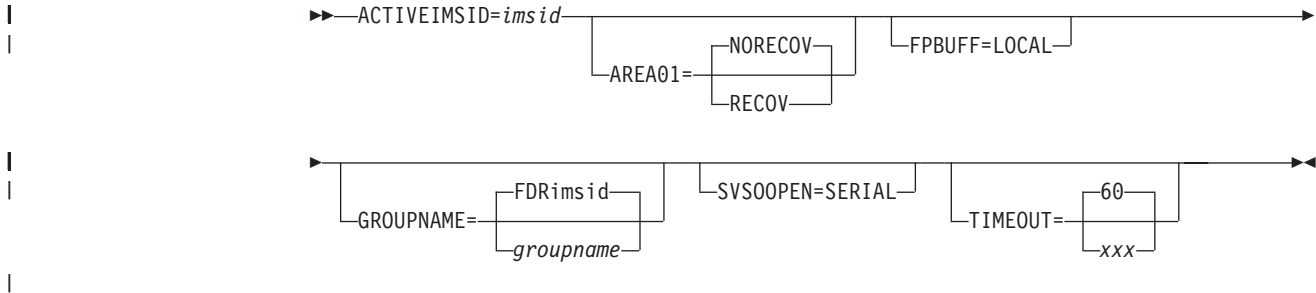 ACTIVEIMSID=imsid
NORECOV
FPBUFF=LOCAL
AREA01=
RECOV
FDRimsid
SVSOOPEN=SERIAL
60
GROUPNAME=
TIMEOUT=
groupname
xxx